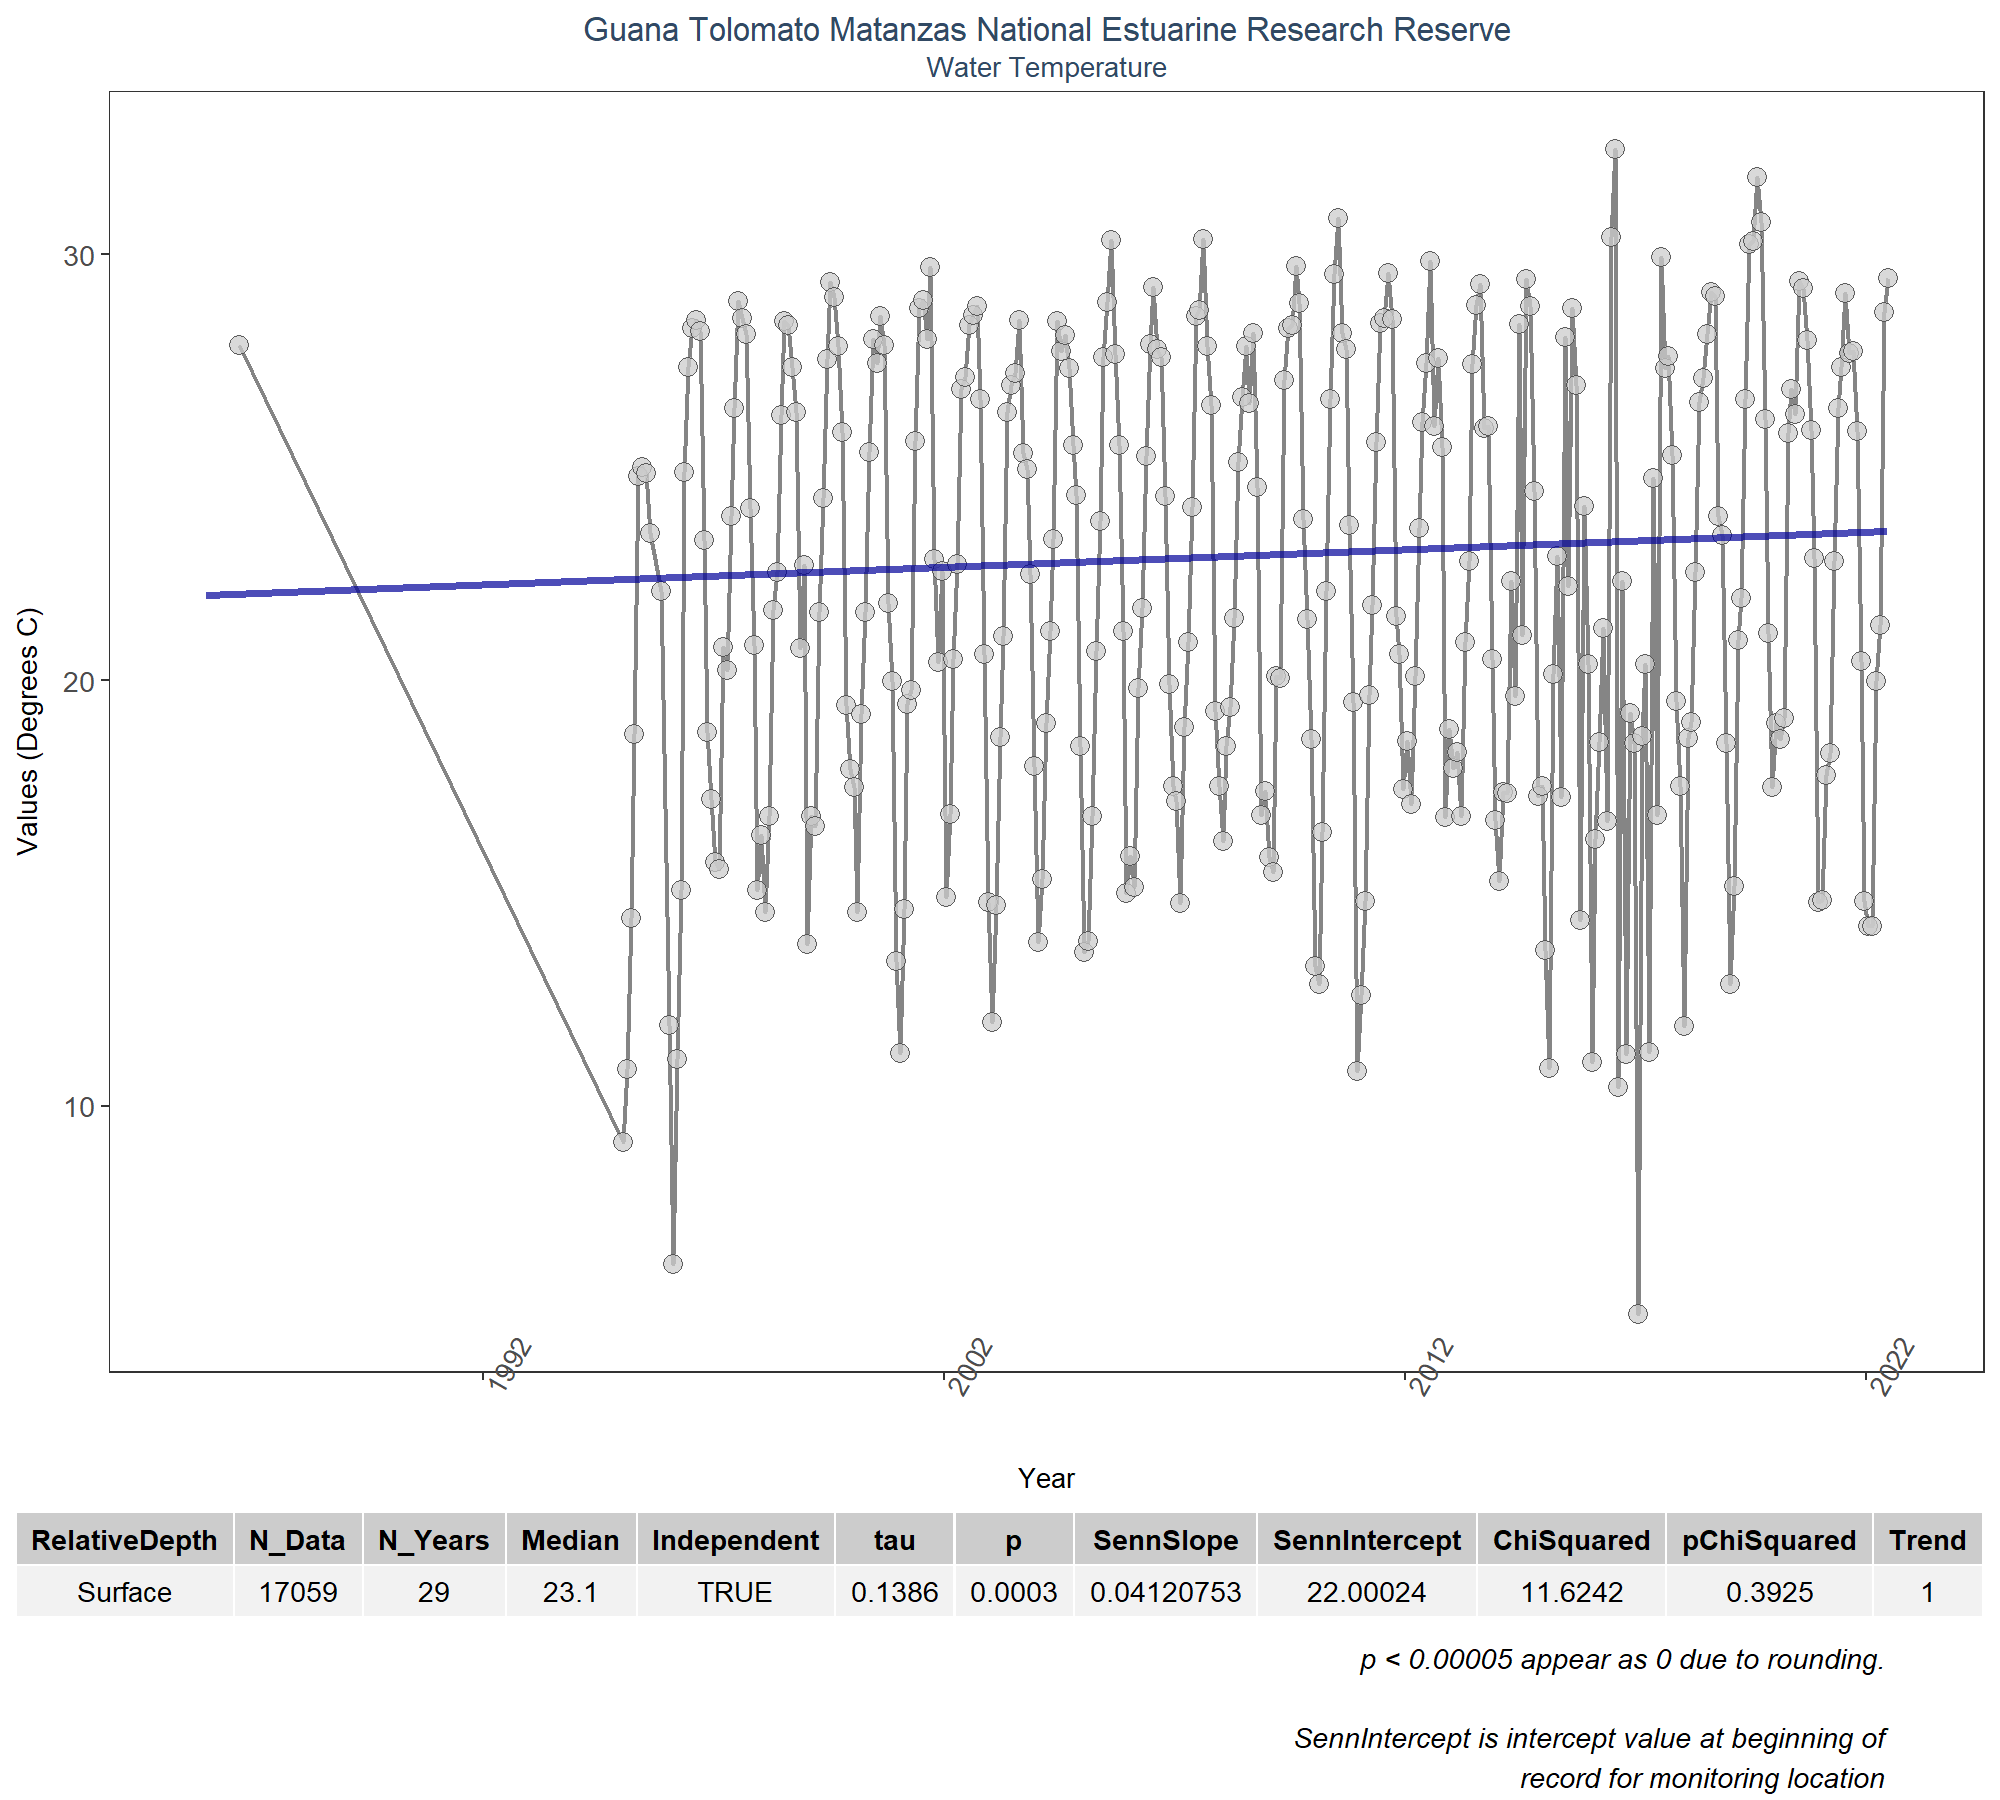 Guana Tolomato Matanzas National Estuarine Research Reserve
Water Temperature
Values (Degrees C)
30
20
10
1992
2002
2012
2022
Year
RelativeDepth N_Data N_Years Median Independent tau p SennSlope SennIntercept ChiSquared pChiSquared Trend
Surface 17059 29 23.1 TRUE 0.1386 0.0003 0.04120753 22.00024 11.6242 0.3925 1
p < 0.00005 appear as 0 due to rounding.
SennIntercept is intercept value at beginning of
record for monitoring location